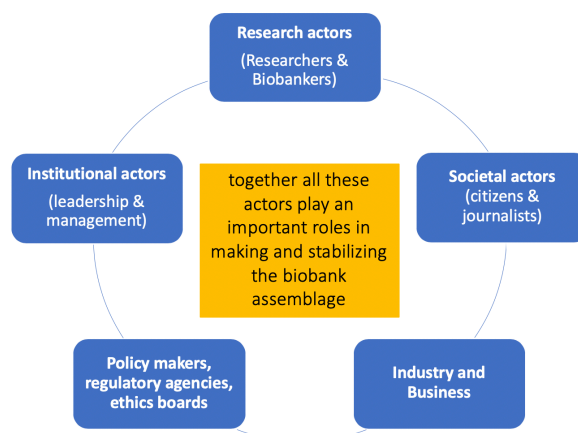 Research actors
(Researchers &
Biobankers)
Institutional actors
(leadership &
management)
together all these
actors play an
important roles in
making and stabilizing
the biobank
assemblage
Societal actors
(citizens &
journalists)
Policy makers,
regulatory agencies,
ethics boards
Industry and
Business